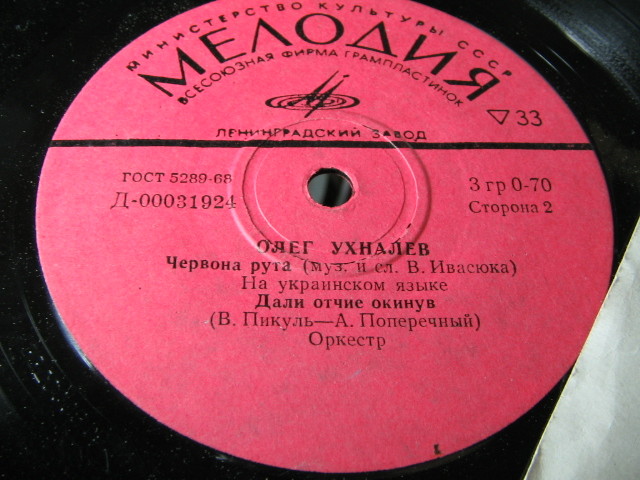 МИНИСТЕРСТВО КУЛЬТУРЫ СССР
МЕЛОДИЯ
ВСЕСОЮЗНАЯ ФИРМА ГРАМПЛАСТИНОК
ЛЕНИНГРАДСКИЙ ЗАВОД
33
ГОСТ 5289-68
Д-00031924
3 гр 0-70
Сторона 2
ОЛЕГ УХНАЛЕВ
Червона рута (муз. и сл. В. Ивасюка)
На украинском языке
Дали отчие окинув
(В. Пикуль—А. Поперечный)
Оркестр